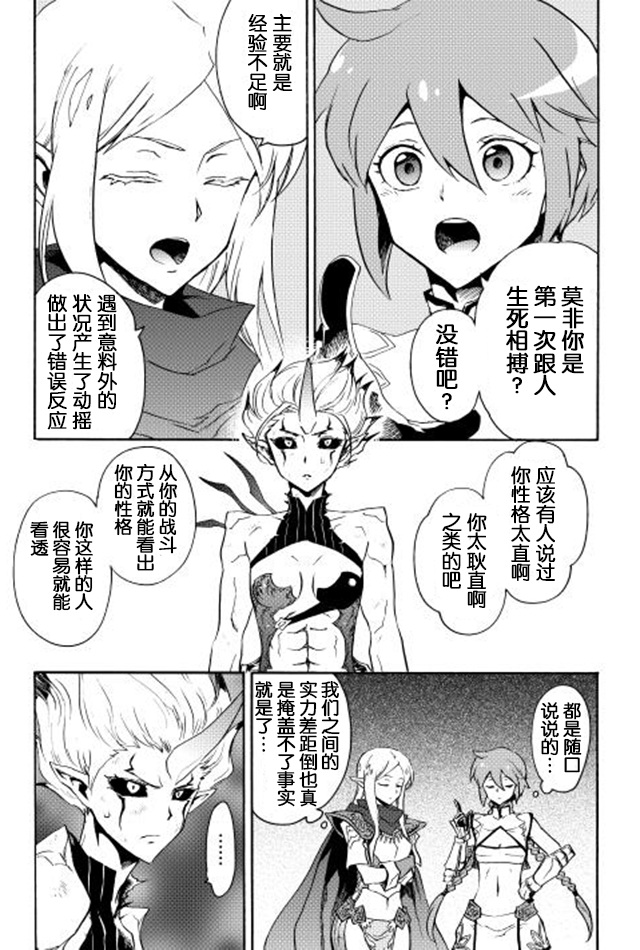 莫非你是
第一次跟人
生死相搏？
没错吧？
主要就是
经验不足啊
遇到意料外的
状况产生了动摇
做出了错误反应
应该有人说过
你性格太直啊
你太耿直啊
之类的吧
从你的战斗
方式就能看出
你的性格
你这样的人
很容易就能
看透
都是随口
说说的…
我们之间的
实力差距倒也真
是掩盖不了事实
就是了…
……